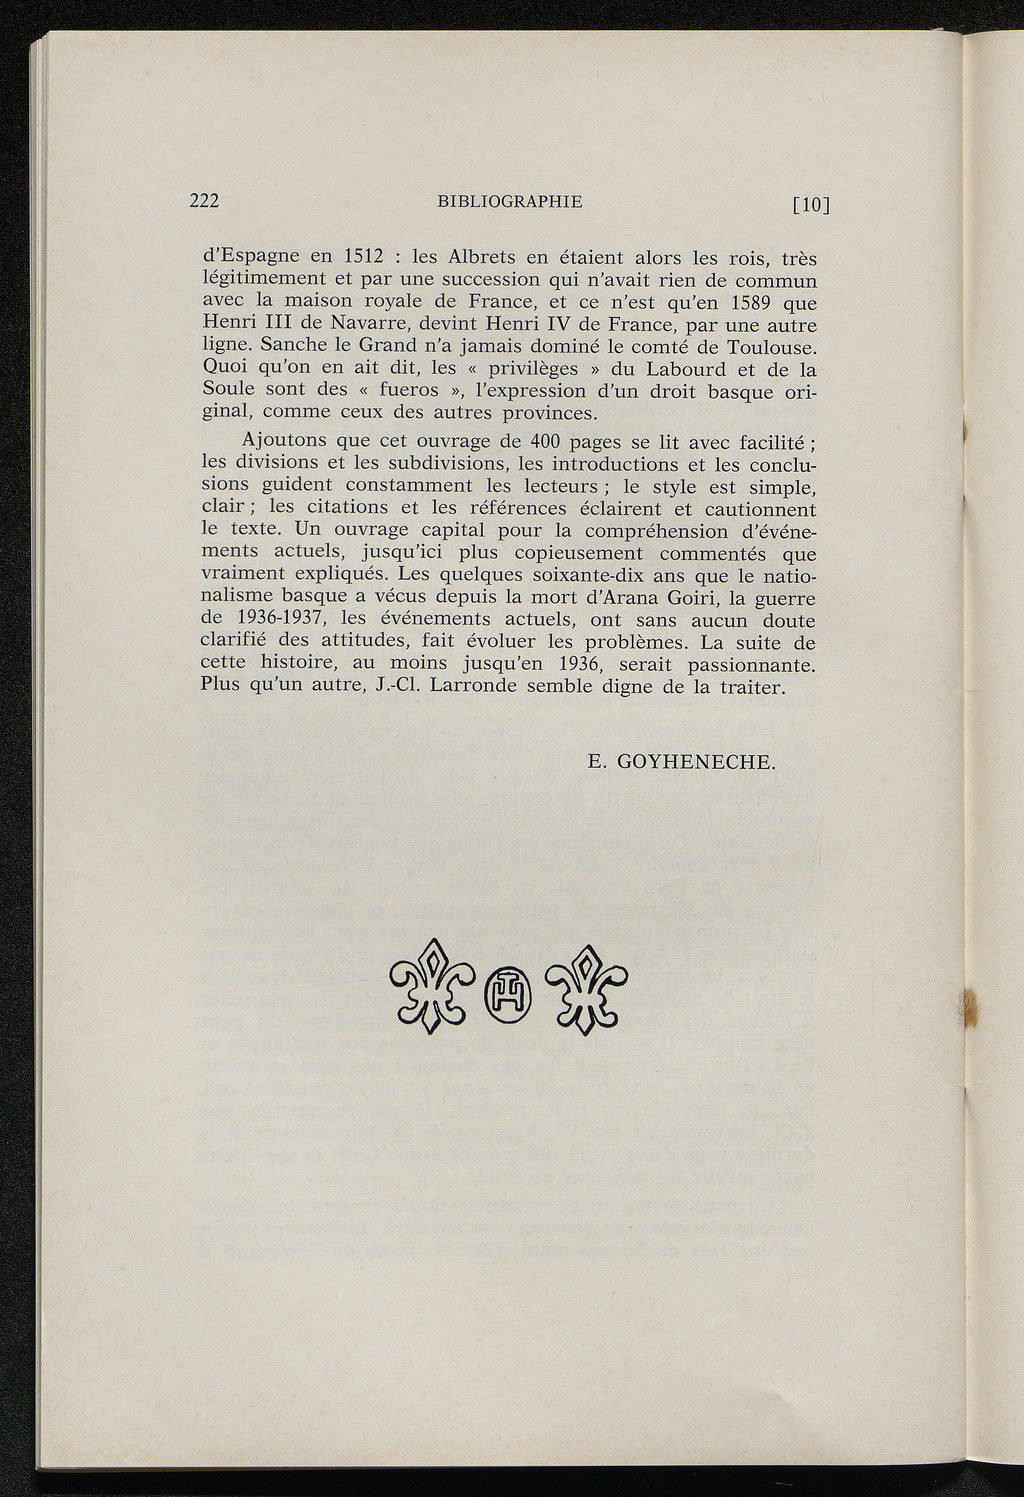 222 BIBLIOGRAPHIE [10]
d'Espagne en 1512 : les Albrets en étaient alors les rois, très
légitimement et par une succession qui n'avait rien de commun
avec la maison royale de France, et ce n'est qu'en 1589 que
Henri III de Navarre, devint Henri IV de France, par une autre
ligne. Sanche le Grand n'a jamais dominé le comté de Toulouse.
Quoi qu'on en ait dit, les « privilèges » du Labourd et de la
Soule sont des « fueros », l'expression d'un droit basque ori-
ginal, comme ceux des autres provinces.
Ajoutons que cet ouvrage de 400 pages se lit avec facilité ;
les divisions et les subdivisions, les introductions et les conclu-
sions guident constamment les lecteurs ; le style est simple,
clair ; les citations et les références éclairent et cautionnent
le texte. Un ouvrage capital pour la compréhension d'événe-
ments actuels, jusqu'ici plus copieusement commentés que
vraiment expliqués. Les quelques soixante-dix ans que le natio-
nalisme basque a vécus depuis la mort d'Arana Goiri, la guerre
de 1936-1937, les événements actuels, ont sans aucun doute
clarifié des attitudes, fait évoluer les problèmes. La suite de
cette histoire, au moins jusqu'en 1936, serait passionnante.
Plus qu'un autre, J.-Cl. Larronde semble digne de la traiter.
E. GOYHENECHE.